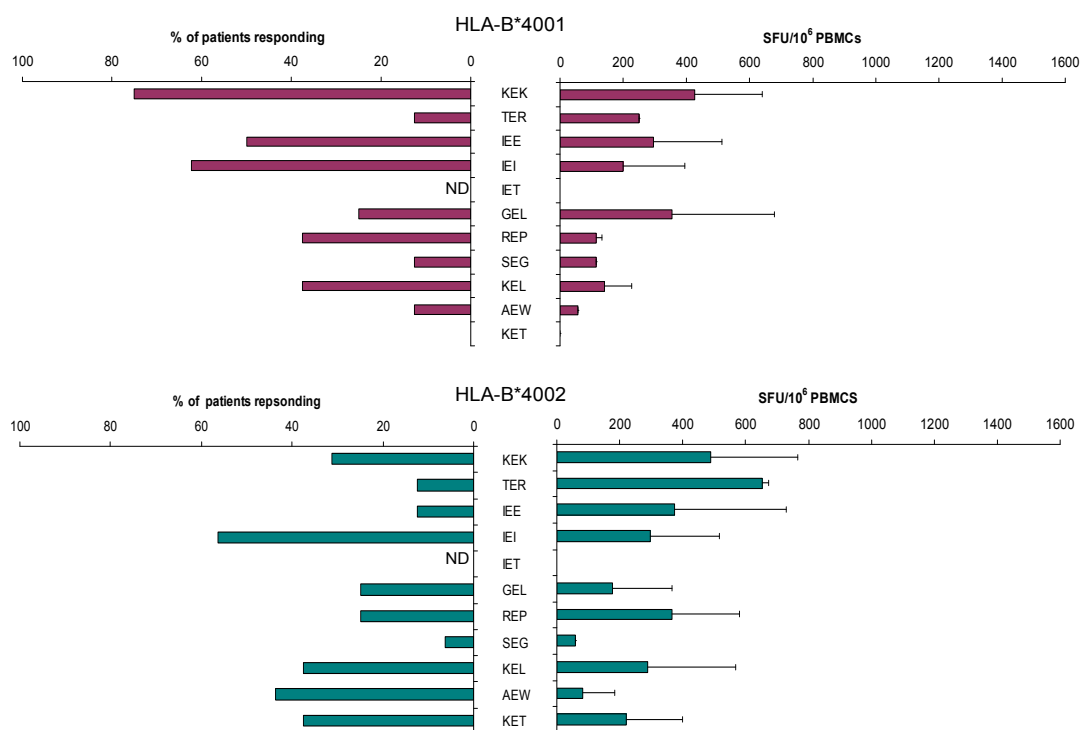 HLA-B*4001
% of patients responding
SFU/10⁶ PBMCs
100 80 60 40 20 0 0 200 400 600 800 1000 1200 1400 1600
KEK
TER
IEE
IEI
ND IET
GEL
REP
SEG
KEL
AEW
KET
HLA-B*4002
% of patients repsonding
SFU/10⁶ PBMCS
100 80 60 40 20 0 0 200 400 600 800 1000 1200 1400 1600
KEK
TER
IEE
IEI
ND IET
GEL
REP
SEG
KEL
AEW
KET